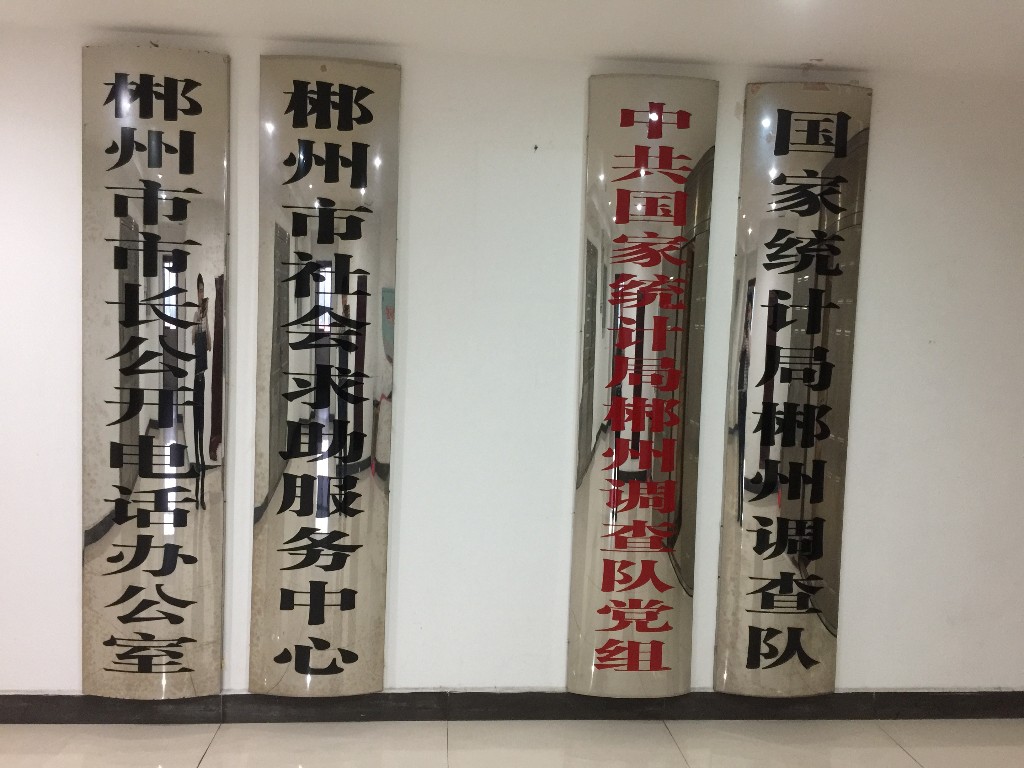 郴州市市长公开电话办公室
郴州市社会求助服务中心
中共国家统计局郴州调查队党组
国家统计局郴州调查队